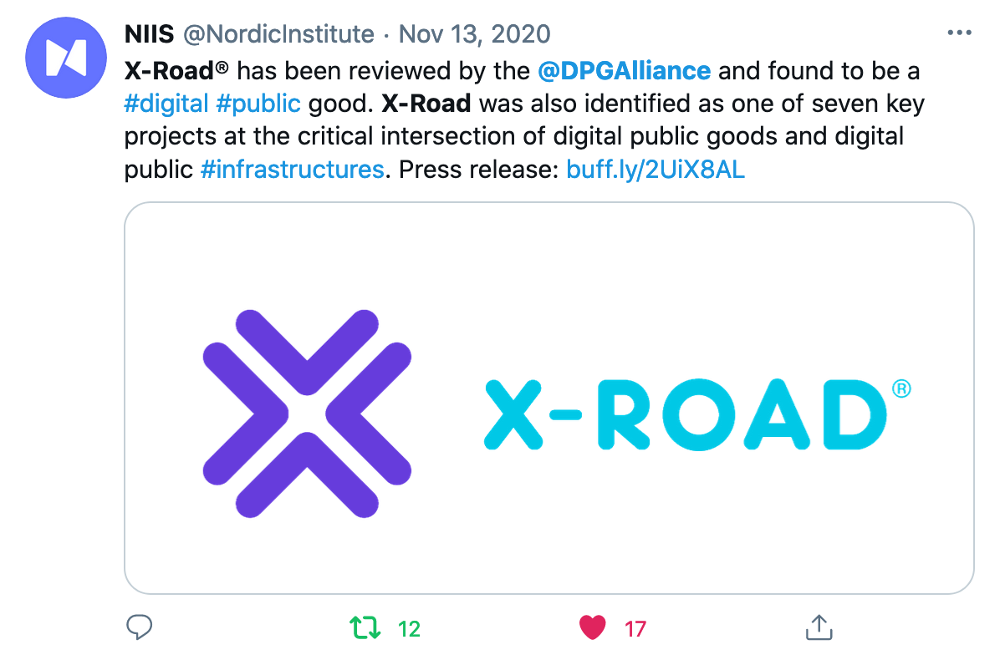 NIIS @NordicInstitute · Nov 13, 2020
X-Road® has been reviewed by the @DPGAlliance and found to be a
#digital #public good. X-Road was also identified as one of seven key
projects at the critical intersection of digital public goods and digital
public #infrastructures. Press release: buff.ly/2UiX8AL
X-ROAD®
12 17